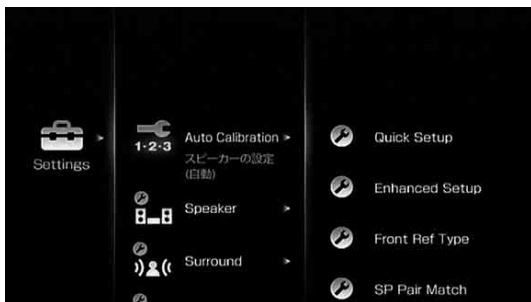 Settings
1-2-3
Auto Calibration
スピーカーの設定
(自動)
Speaker
Surround
Quick Setup
Enhanced Setup
Front Ref Type
SP Pair Match